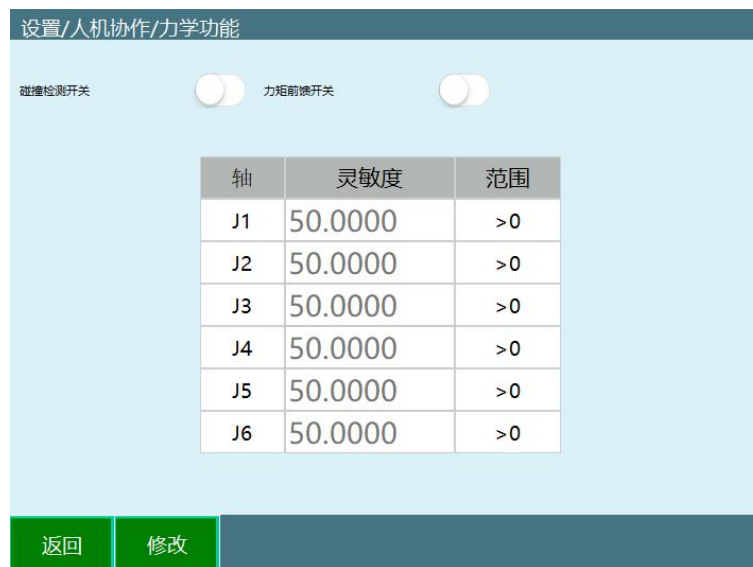 设置/人机协作/力学功能
碰撞检测开关 力矩前馈开关
轴 灵敏度 范围
J1 50.0000 >0
J2 50.0000 >0
J3 50.0000 >0
J4 50.0000 >0
J5 50.0000 >0
J6 50.0000 >0
返回 修改